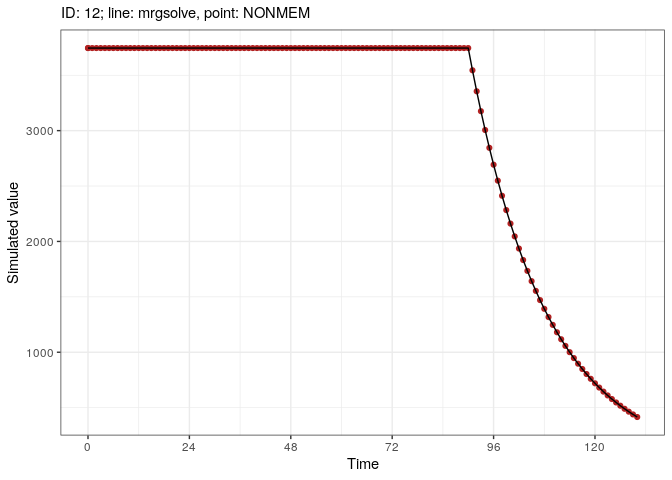 ID: 12; line: mrgsolve, point: NONMEM
Simulated value
3000
2000
1000
0 24 48 72 96 120
Time